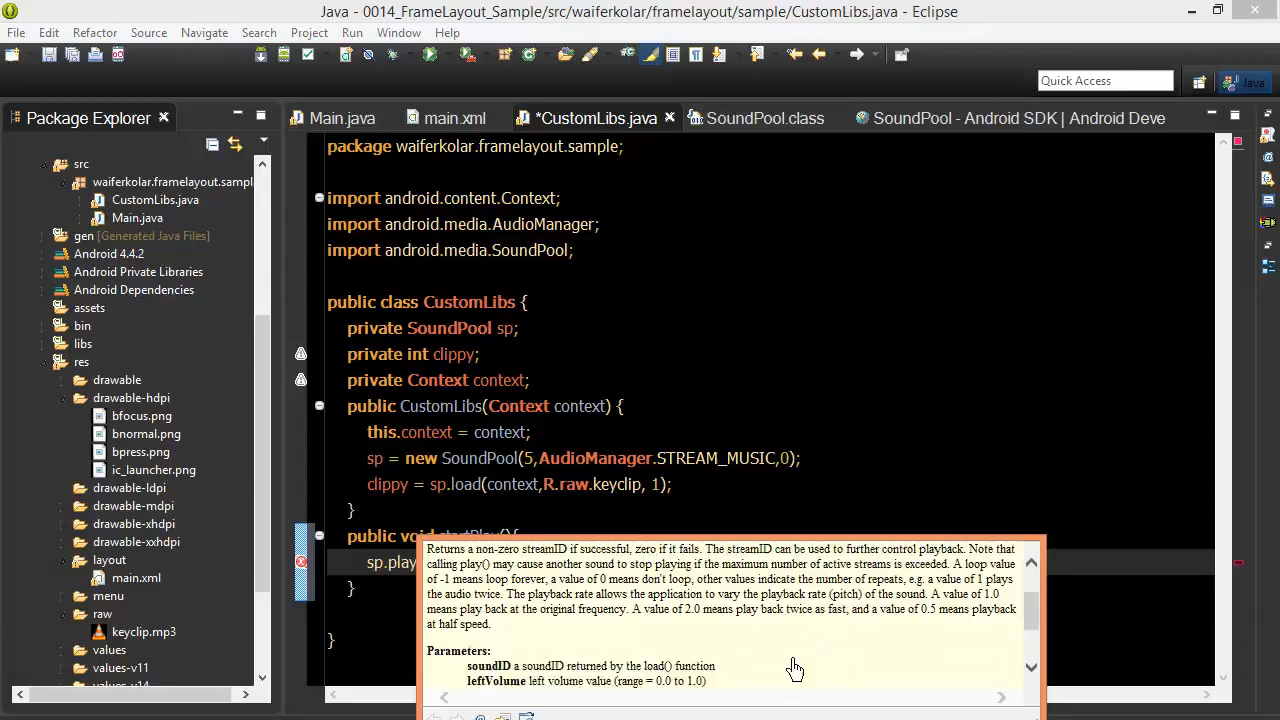 Java - 0014_FrameLayout_Sample/src/waiferkolar/framelayout/sample/CustomLibs.java - Eclipse
File Edit Refactor Source Navigate Search Project Run Window Help
Quick Access
Java
Package Explorer
Main.java
main.xml
*CustomLibs.java
SoundPool.class
SoundPool - Android SDK | Android Deve
src
waiferkolar.framelayout.sampl
CustomLibs.java
Main.java
gen [Generated Java Files]
Android 4.4.2
Android Private Libraries
Android Dependencies
assets
bin
libs
res
drawable
drawable-hdpi
bfocus.png
bnormal.png
bpress.png
ic_launcher.png
drawable-ldpi
drawable-mdpi
drawable-xhdpi
drawable-xxhdpi
layout
main.xml
menu
raw
keyclip.mp3
values
values-v11
values-v14
package waiferkolar.framelayout.sample;
import android.content.Context;
import android.media.AudioManager;
import android.media.SoundPool;
public class CustomLibs {
private SoundPool sp;
private int clippy;
private Context context;
public CustomLibs(Context context) {
this.context = context;
sp = new SoundPool(5,AudioManager.STREAM_MUSIC,0);
clippy = sp.load(context,R.raw.keyclip, 1);
}
public void startPlay(){
sp.play
}
}
Returns a non-zero streamID if successful, zero if it fails. The streamID can be used to further control playback. Note that
calling play() may cause another sound to stop playing if the maximum number of active streams is exceeded. A loop value
of -1 means loop forever, a value of 0 means don't loop, other values indicate the number of repeats, e.g. a value of 1 plays
the audio twice. The playback rate allows the application to vary the playback rate (pitch) of the sound. A value of 1.0
means play back at the original frequency. A value of 2.0 means play back twice as fast, and a value of 0.5 means playback
at half speed.
Parameters:
soundID a soundID returned by the load() function
leftVolume left volume value (range = 0.0 to 1.0)